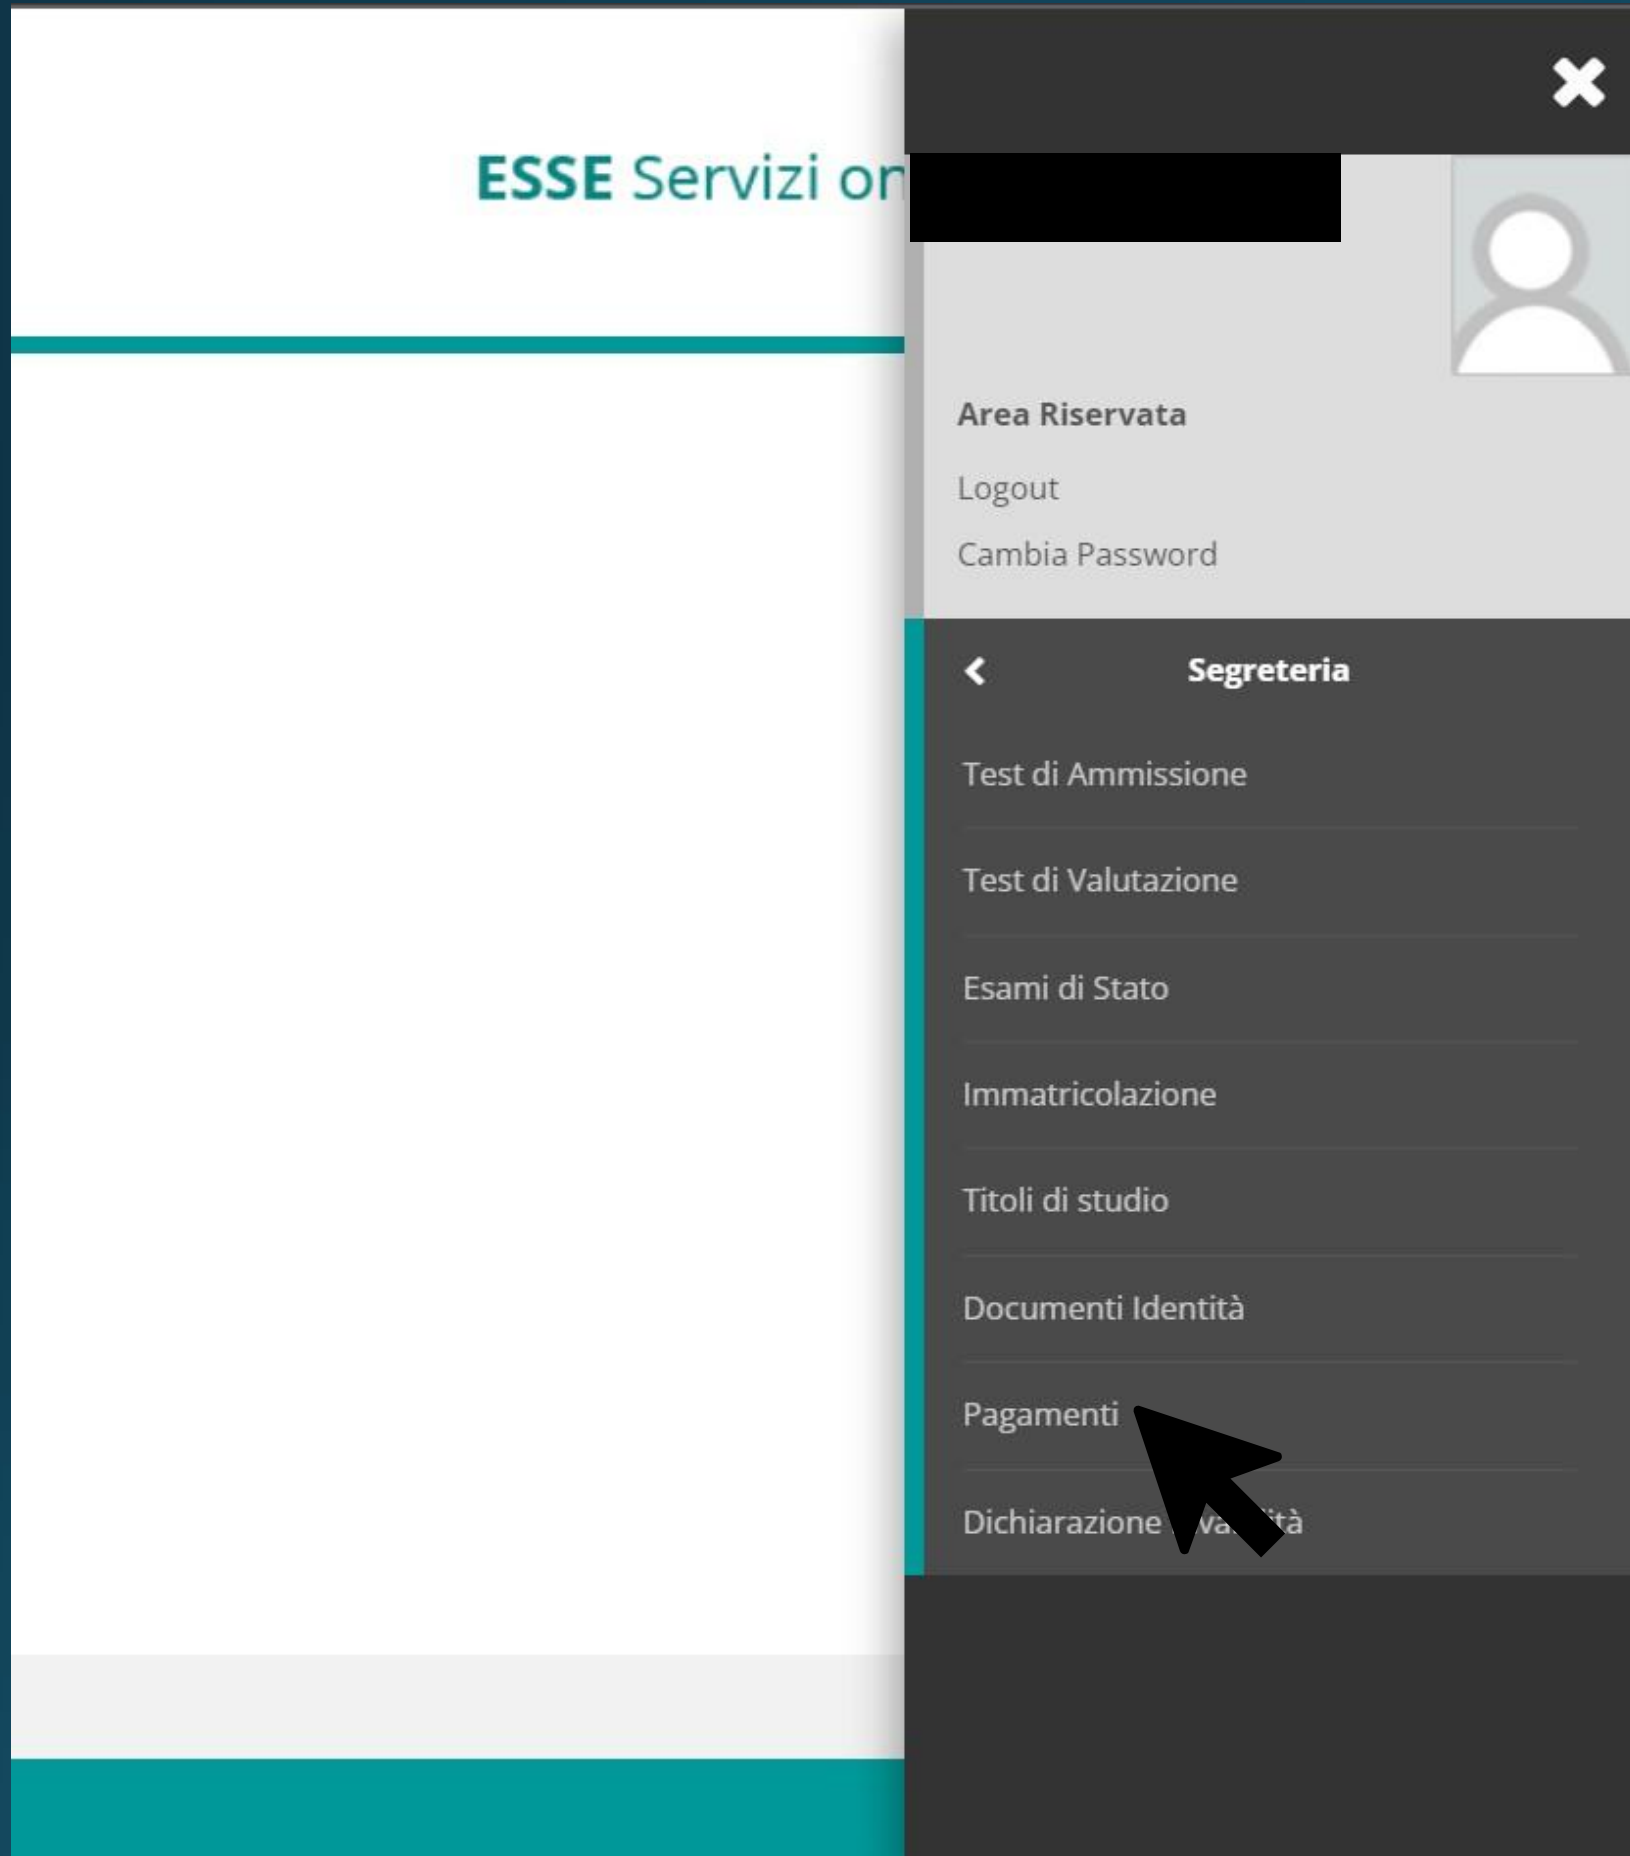 ESSE Servizi on
Area Riservata
Logout
Cambia Password
Segreteria
Test di Ammissione
Test di Valutazione
Esami di Stato
Immatricolazione
Titoli di studio
Documenti Identità
Pagamenti
Dichiarazione